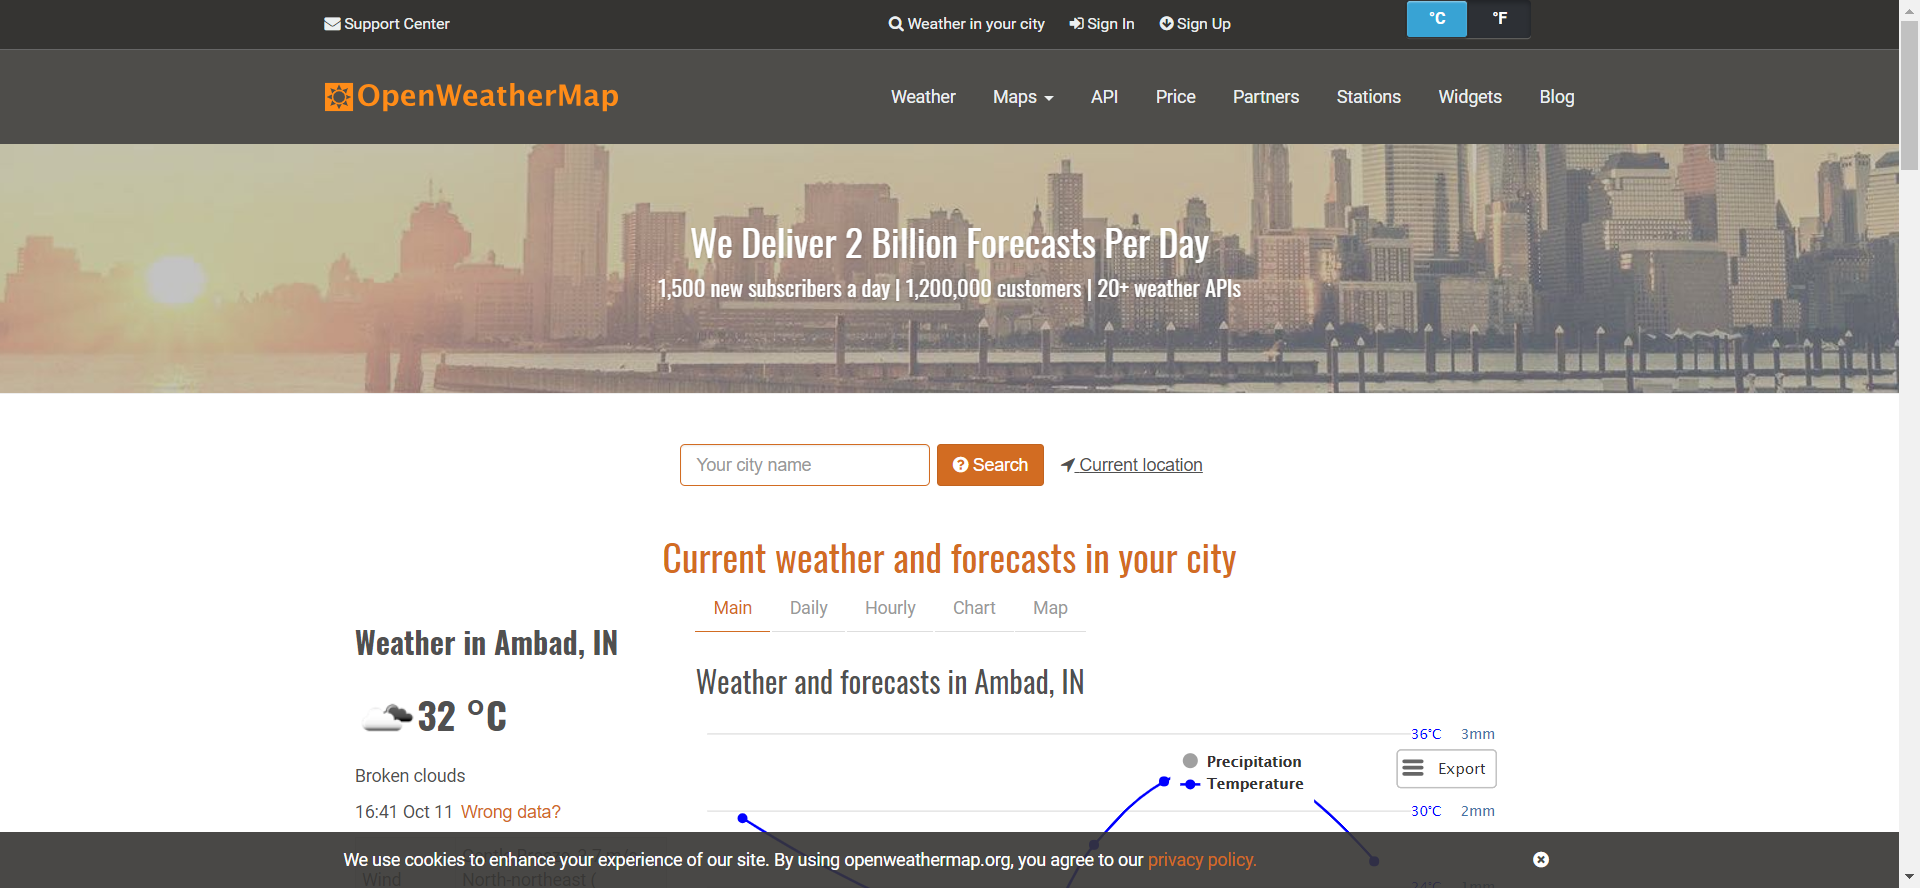 Support Center
Weather in your city Sign In Sign Up
°C °F
OpenWeatherMap
Weather Maps API Price Partners Stations Widgets Blog
We Deliver 2 Billion Forecasts Per Day
1,500 new subscribers a day | 1,200,000 customers | 20+ weather APIs
Your city name Search Current location
Current weather and forecasts in your city
Main Daily Hourly Chart Map
Weather in Ambad, IN
Weather and forecasts in Ambad, IN
32 °C
36°C 3mm
Precipitation
Temperature
Export
Broken clouds
16:41 Oct 11 Wrong data?
30°C 2mm
We use cookies to enhance your experience of our site. By using openweathermap.org, you agree to our privacy policy.
Wind North-northeast (